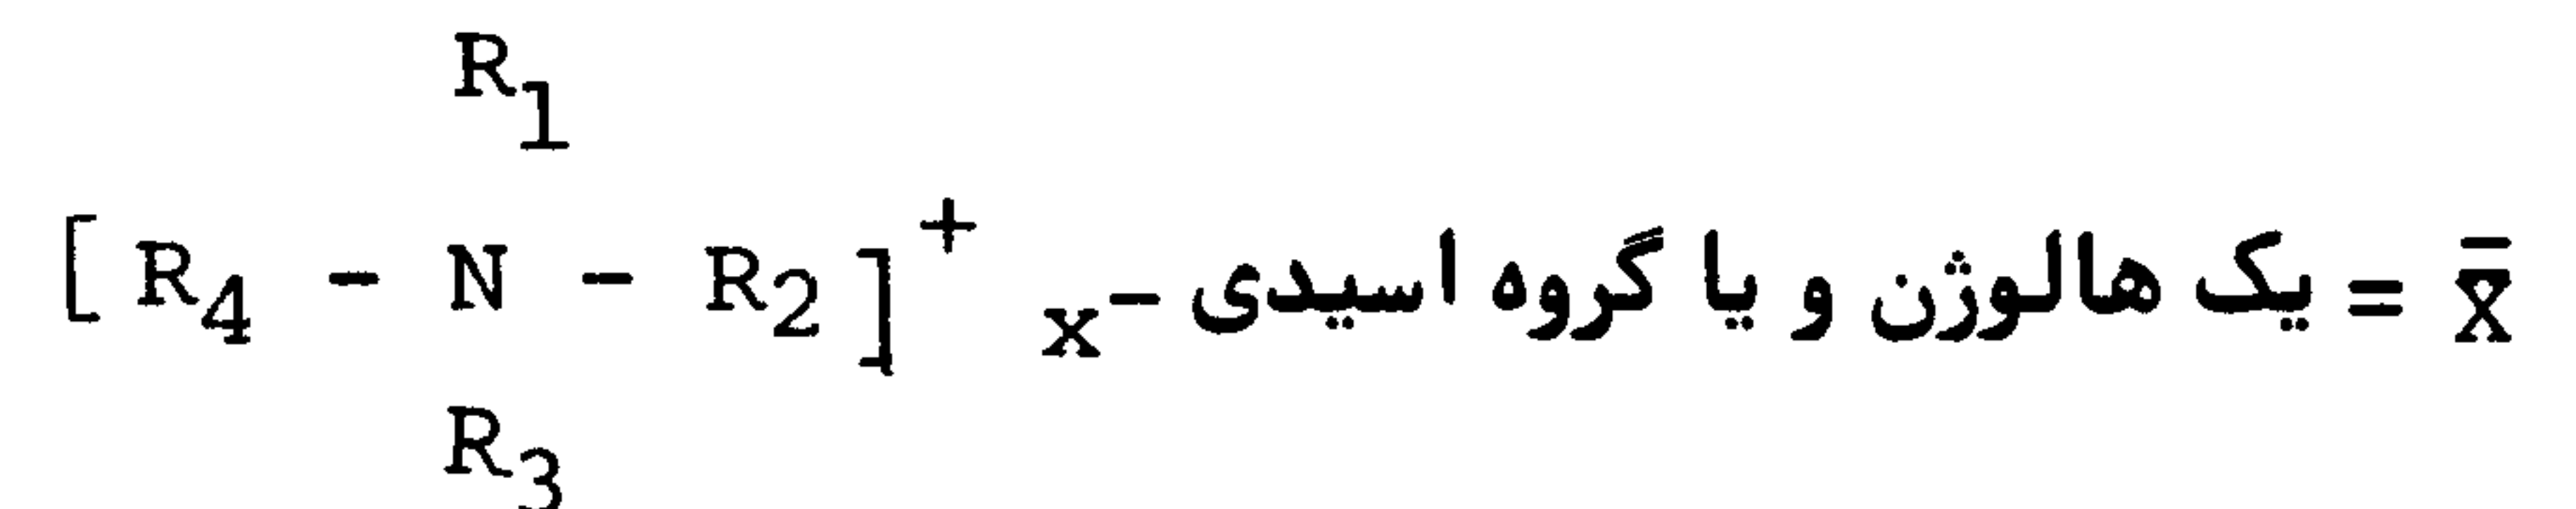 R1
[ R4 - N - R2 ]+ x- یک هالوژن و یا گروه اسیدی = X̄
R3